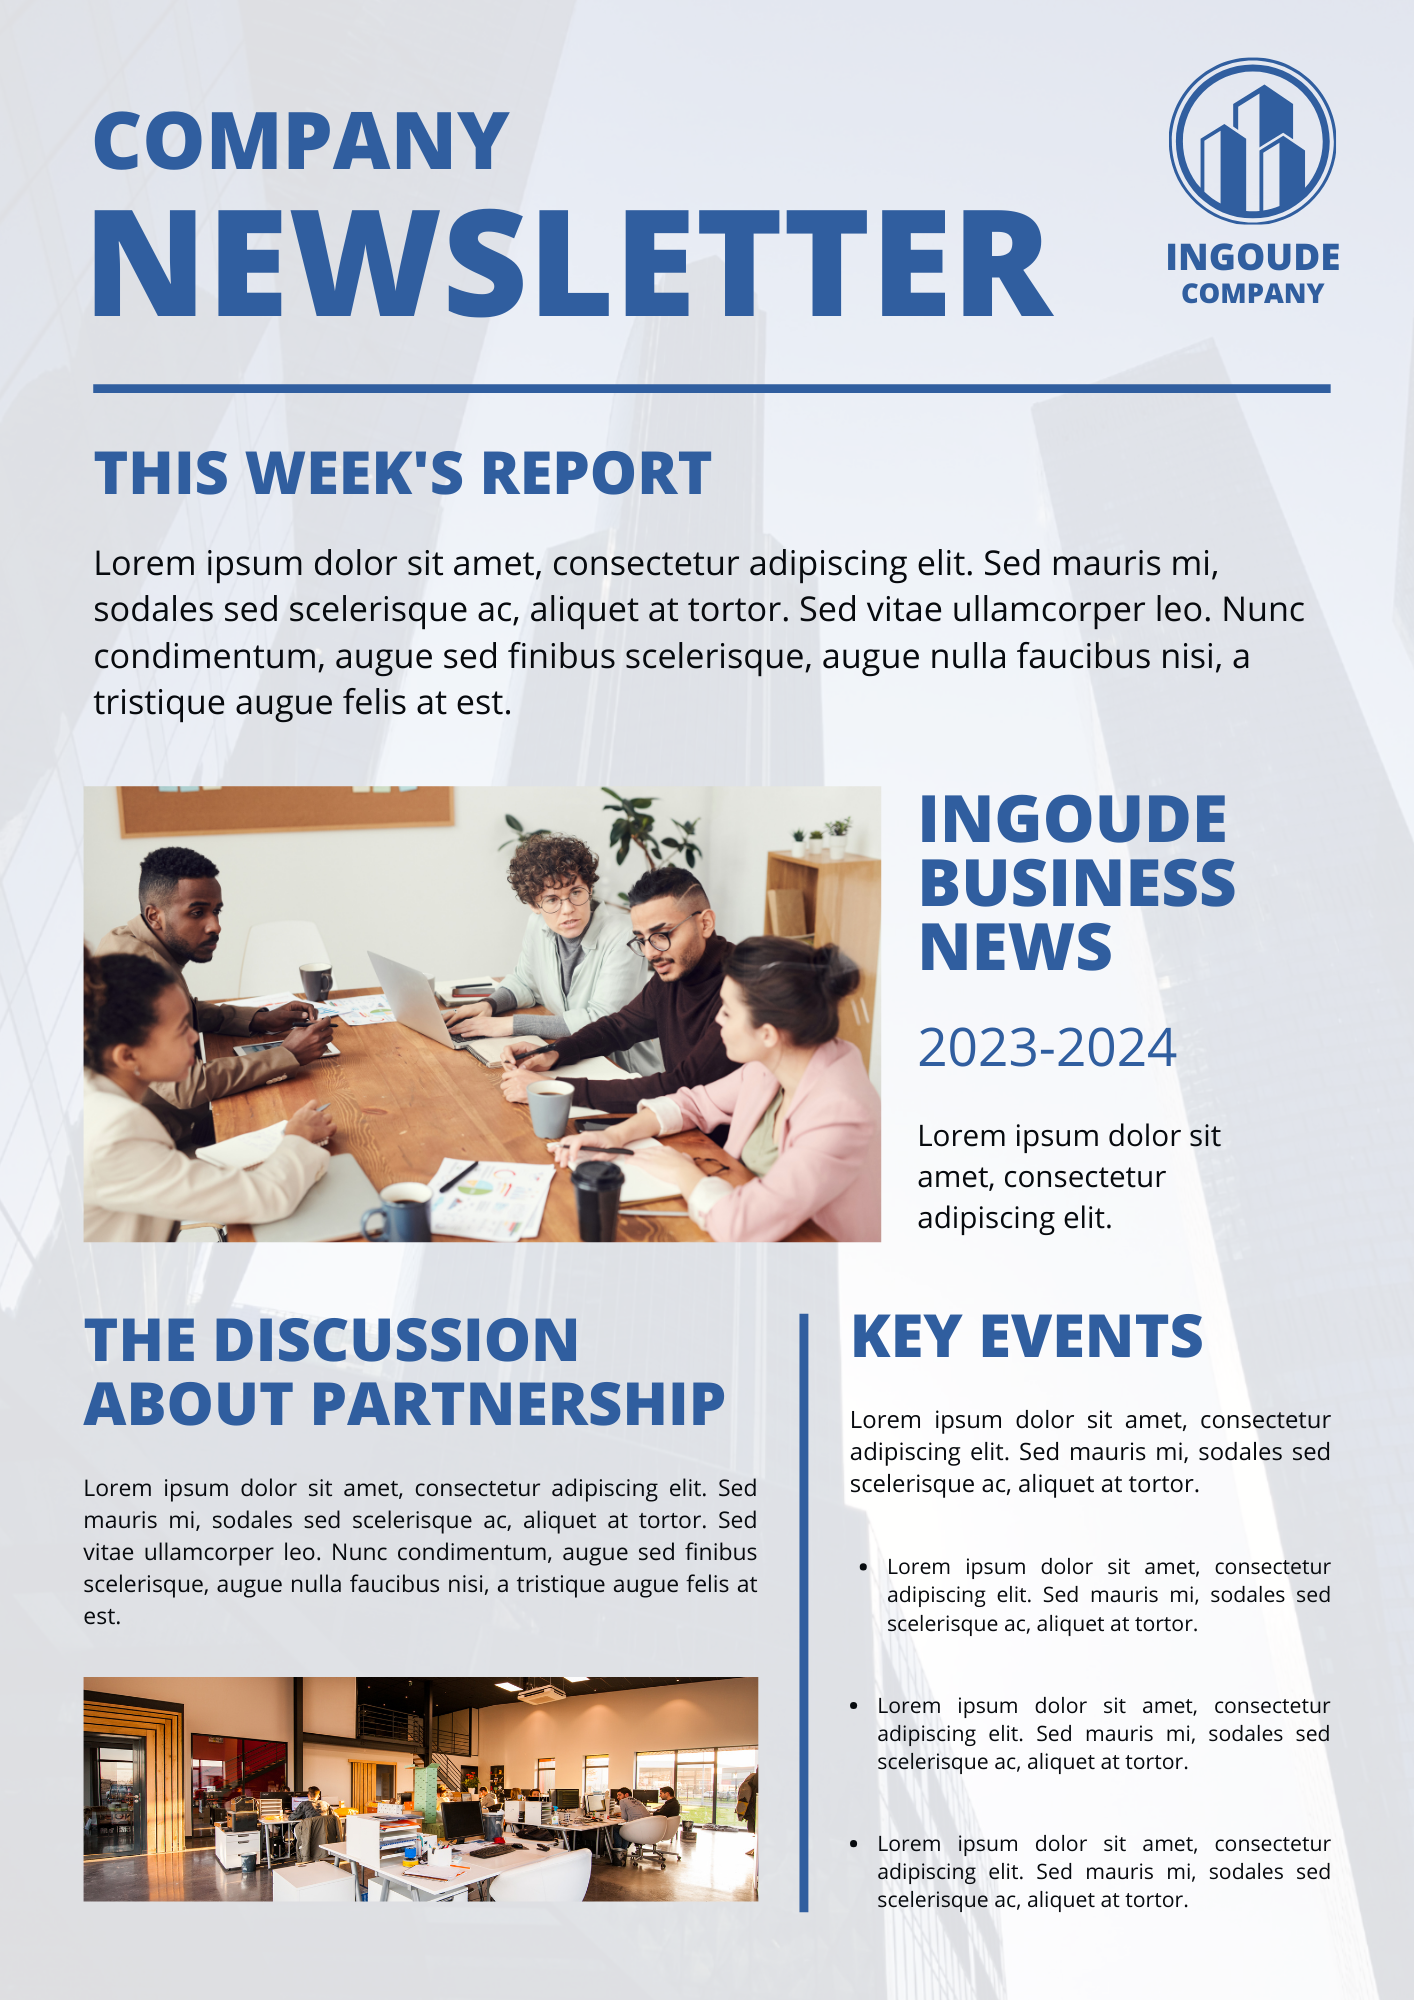 COMPANY
NEWSLETTER
INGOUDE
COMPANY
THIS WEEK'S REPORT
Lorem ipsum dolor sit amet, consectetur adipiscing elit. Sed mauris mi,
sodales sed scelerisque ac, aliquet at tortor. Sed vitae ullamcorper leo. Nunc
condimentum, augue sed finibus scelerisque, augue nulla faucibus nisi, a
tristique augue felis at est.
INGOUDE
BUSINESS
NEWS
2023-2024
Lorem ipsum dolor sit
amet, consectetur
adipiscing elit.
THE DISCUSSION
ABOUT PARTNERSHIP
Lorem ipsum dolor sit amet, consectetur adipiscing elit. Sed
mauris mi, sodales sed scelerisque ac, aliquet at tortor. Sed
vitae ullamcorper leo. Nunc condimentum, augue sed finibus
scelerisque, augue nulla faucibus nisi, a tristique augue felis at
est.
KEY EVENTS
Lorem ipsum dolor sit amet, consectetur
adipiscing elit. Sed mauris mi, sodales sed
scelerisque ac, aliquet at tortor.
• Lorem ipsum dolor sit amet, consectetur
adipiscing elit. Sed mauris mi, sodales sed
scelerisque ac, aliquet at tortor.
• Lorem ipsum dolor sit amet, consectetur
adipiscing elit. Sed mauris mi, sodales sed
scelerisque ac, aliquet at tortor.
• Lorem ipsum dolor sit amet, consectetur
adipiscing elit. Sed mauris mi, sodales sed
scelerisque ac, aliquet at tortor.